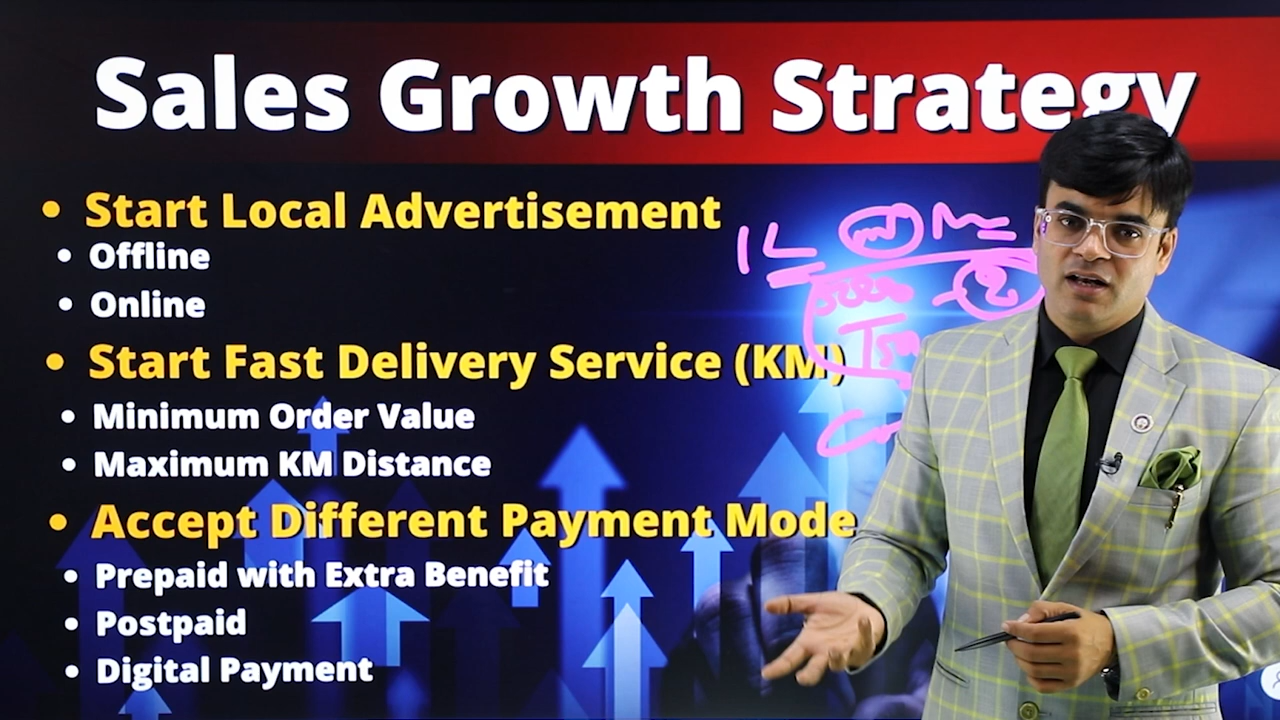 Sales Growth Strategy
• Start Local Advertisement
• Offline
• Online
• Start Fast Delivery Service (KM)
• Minimum Order Value
• Maximum KM Distance
• Accept Different Payment Mode
• Prepaid with Extra Benefit
• Postpaid
• Digital Payment
1L